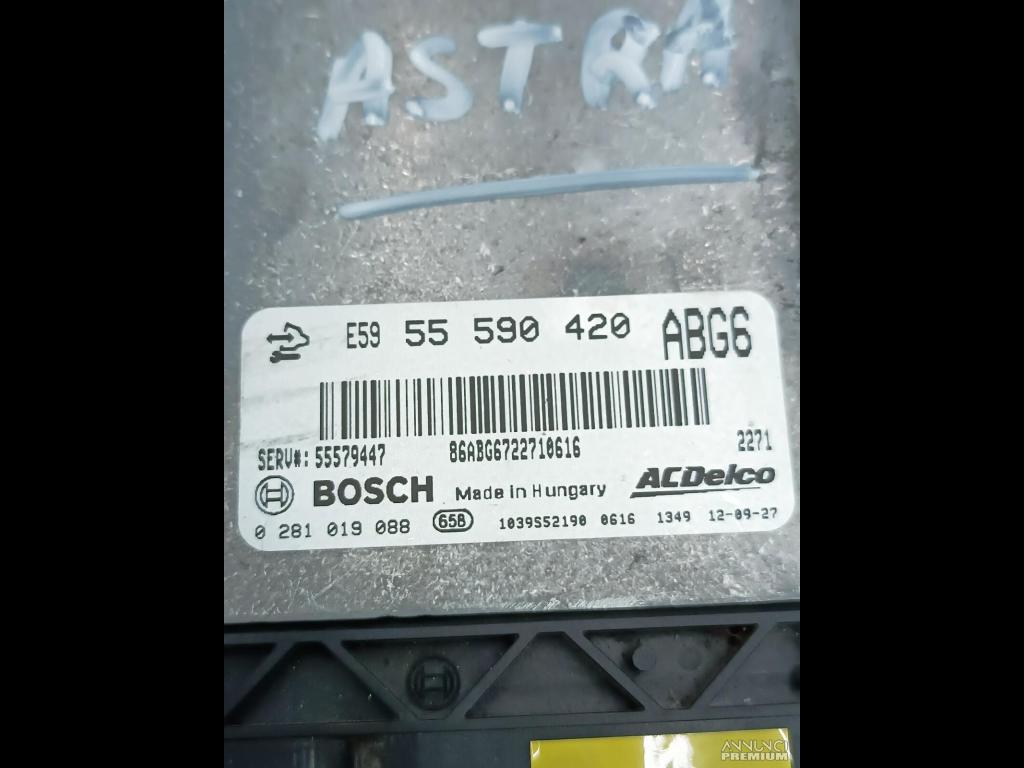 ASTRA
E59 55 590 420 ABG6
SERV#: 55579447 86ABG6722710616 2271
BOSCH Made in Hungary ACDelco
0 281 019 088 65B 1039S52190 0616 1349 12-09-27
ANNUNCI
PREMIUM